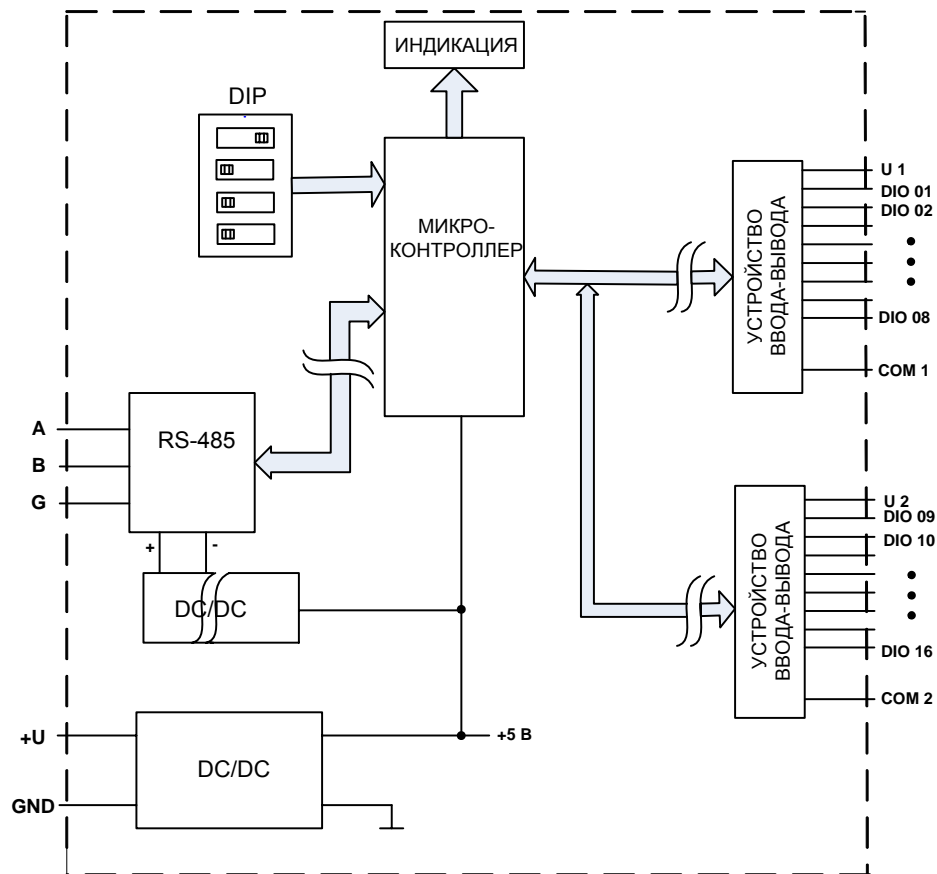 ИНДИКАЦИЯ
DIP
МИКРО-
КОНТРОЛЛЕР
УСТРОЙСТВО
ВВОДА-ВЫВОДА
U 1
DIO 01
DIO 02
DIO 08
COM 1
A
B
G
RS-485
+
-
DC/DC
УСТРОЙСТВО
ВВОДА-ВЫВОДА
U 2
DIO 09
DIO 10
DIO 16
COM 2
+U
GND
DC/DC
+5 В